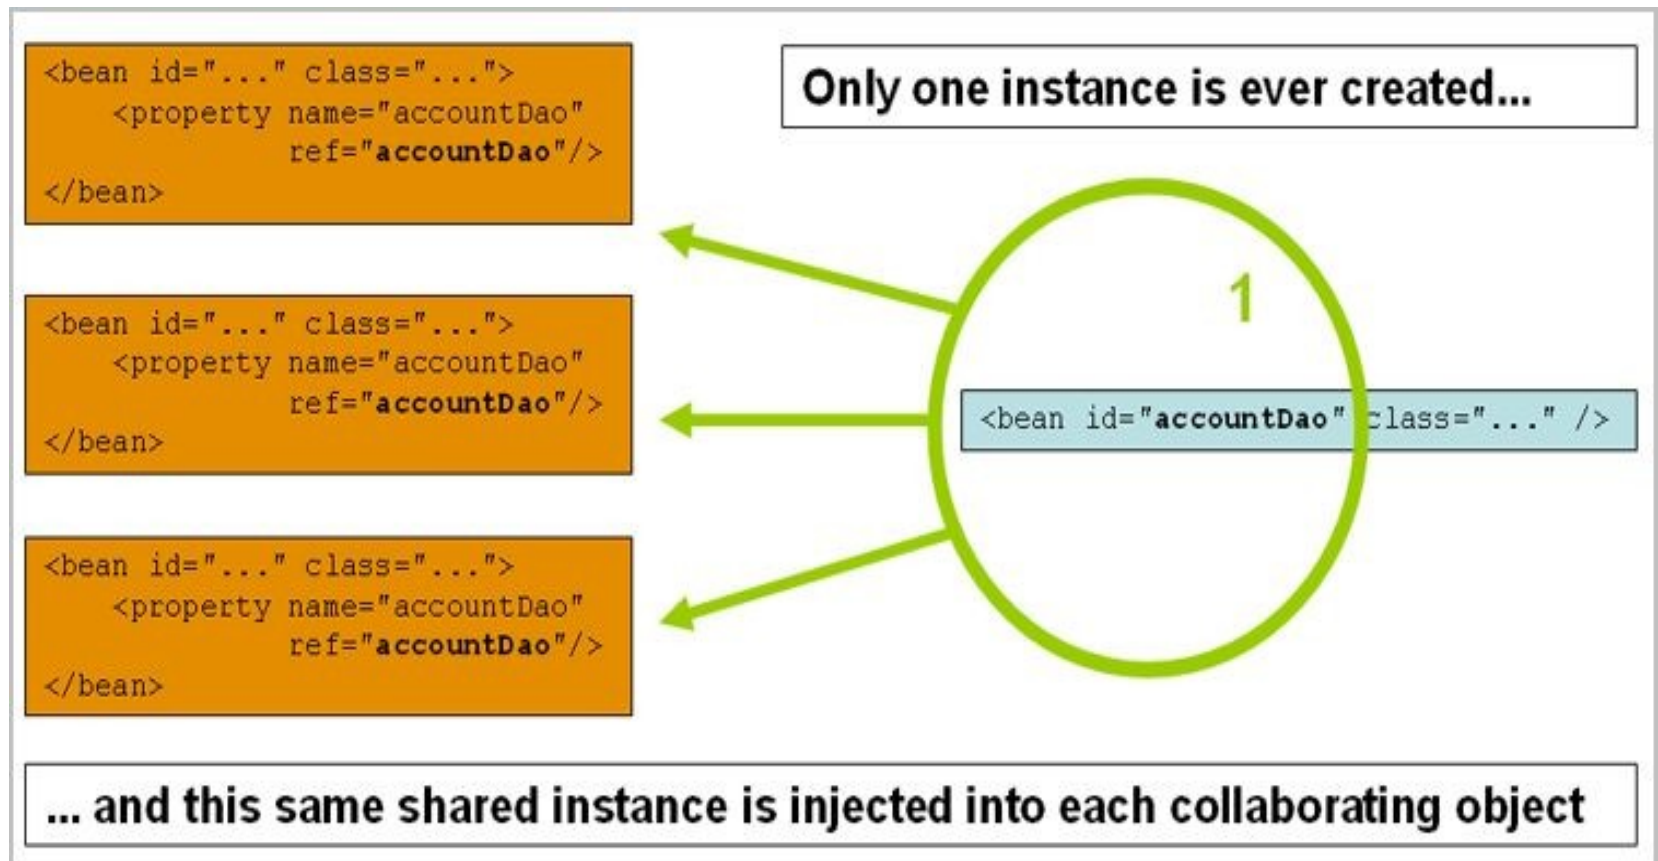 <bean id="..." class="...">
<property name="accountDao"
ref="accountDao"/>
</bean>
Only one instance is ever created...
<bean id="..." class="...">
<property name="accountDao"
ref="accountDao"/>
</bean>
1
<bean id="accountDao" class="..." />
<bean id="..." class="...">
<property name="accountDao"
ref="accountDao"/>
</bean>
... and this same shared instance is injected into each collaborating object